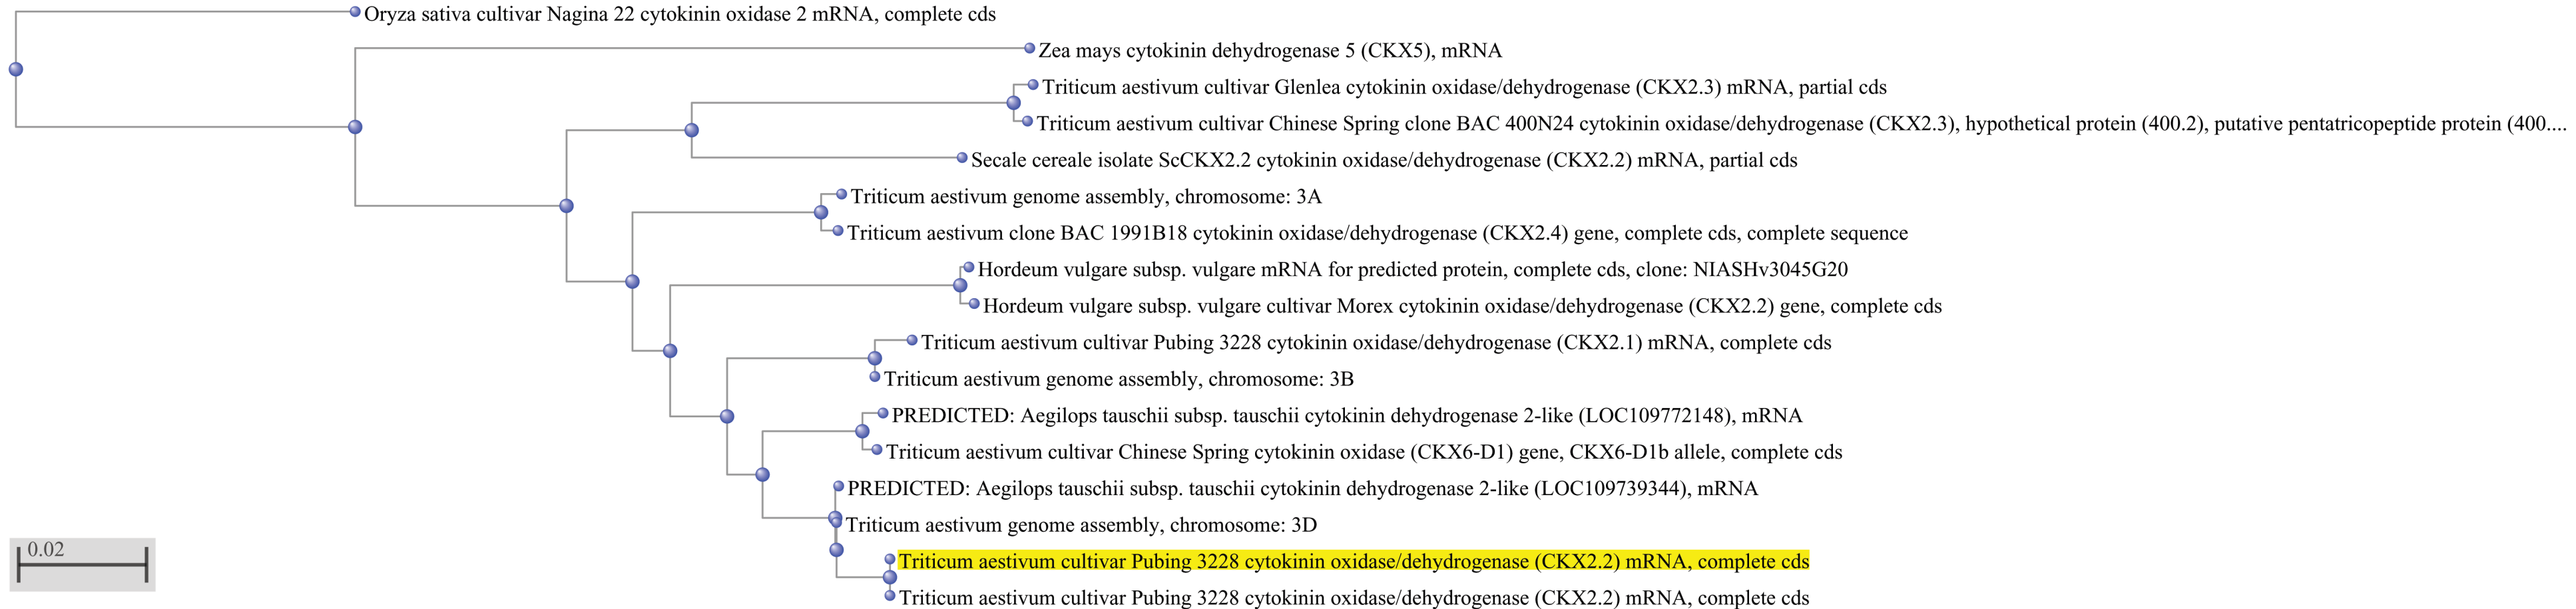 Oryza sativa cultivar Nagina 22 cytokinin oxidase 2 mRNA, complete cds
Zea mays cytokinin dehydrogenase 5 (CKX5), mRNA
Triticum aestivum cultivar Glenlea cytokinin oxidase/dehydrogenase (CKX2.3) mRNA, partial cds
Triticum aestivum cultivar Chinese Spring clone BAC 400N24 cytokinin oxidase/dehydrogenase (CKX2.3), hypothetical protein (400.2), putative pentatricopeptide protein (400....
Secale cereale isolate ScCKX2.2 cytokinin oxidase/dehydrogenase (CKX2.2) mRNA, partial cds
Triticum aestivum genome assembly, chromosome: 3A
Triticum aestivum clone BAC 1991B18 cytokinin oxidase/dehydrogenase (CKX2.4) gene, complete cds, complete sequence
Hordeum vulgare subsp. vulgare mRNA for predicted protein, complete cds, clone: NIASHv3045G20
Hordeum vulgare subsp. vulgare cultivar Morex cytokinin oxidase/dehydrogenase (CKX2.2) gene, complete cds
Triticum aestivum cultivar Pubing 3228 cytokinin oxidase/dehydrogenase (CKX2.1) mRNA, complete cds
Triticum aestivum genome assembly, chromosome: 3B
PREDICTED: Aegilops tauschii subsp. tauschii cytokinin dehydrogenase 2-like (LOC109772148), mRNA
Triticum aestivum cultivar Chinese Spring cytokinin oxidase (CKX6-D1) gene, CKX6-D1b allele, complete cds
PREDICTED: Aegilops tauschii subsp. tauschii cytokinin dehydrogenase 2-like (LOC109739344), mRNA
Triticum aestivum genome assembly, chromosome: 3D
0.02
Triticum aestivum cultivar Pubing 3228 cytokinin oxidase/dehydrogenase (CKX2.2) mRNA, complete cds
Triticum aestivum cultivar Pubing 3228 cytokinin oxidase/dehydrogenase (CKX2.2) mRNA, complete cds